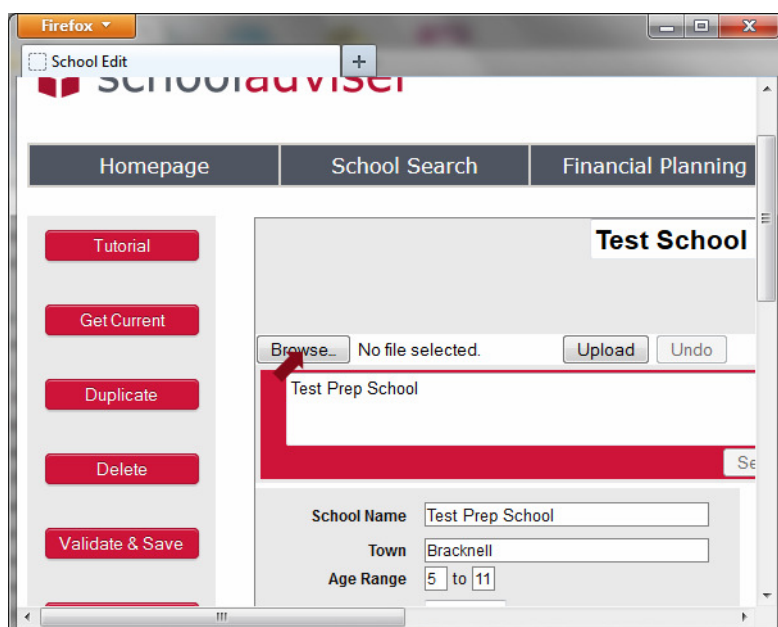 Firefox
School Edit
schooladviser
Homepage
School Search
Financial Planning
Tutorial
Test School
Get Current
Browse...
No file selected.
Upload
Undo
Duplicate
Test Prep School
Delete
Se
School Name
Test Prep School
Validate & Save
Town
Bracknell
Age Range
5 to 11